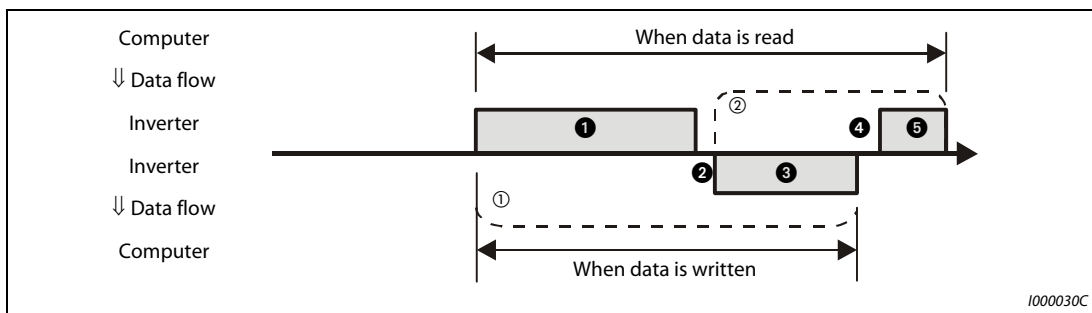 Computer
When data is read
⇓ Data flow
②
Inverter
❶ ❹ ❺
Inverter
❷ ❸
⇓ Data flow
①
Computer
When data is written
I000030C